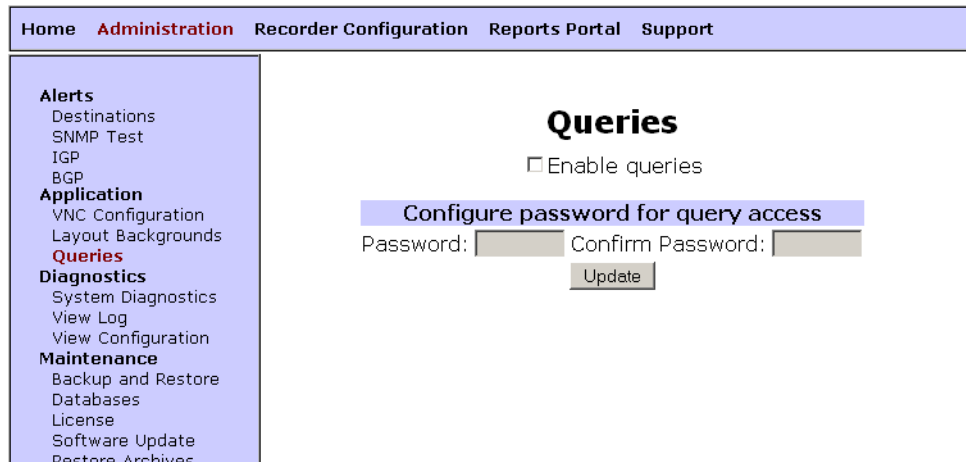 Home Administration Recorder Configuration Reports Portal Support
Alerts
Destinations
SNMP Test
IGP
BGP
Application
VNC Configuration
Layout Backgrounds
Queries
Diagnostics
System Diagnostics
View Log
View Configuration
Maintenance
Backup and Restore
Databases
License
Software Update
Restore Archives
Queries
Enable queries
Configure password for query access
Password: Confirm Password:
Update